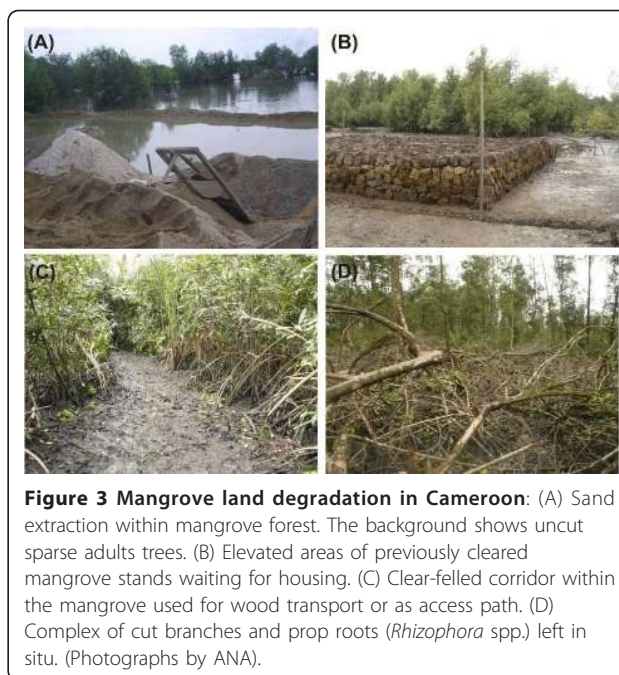 (A)
(B)
(C)
(D)
Figure 3 Mangrove land degradation in Cameroon: (A) Sand
extraction within mangrove forest. The background shows uncut
sparse adults trees. (B) Elevated areas of previously cleared
mangrove stands waiting for housing. (C) Clear-felled corridor within
the mangrove used for wood transport or as access path. (D)
Complex of cut branches and prop roots (Rhizophora spp.) left in
situ. (Photographs by ANA).